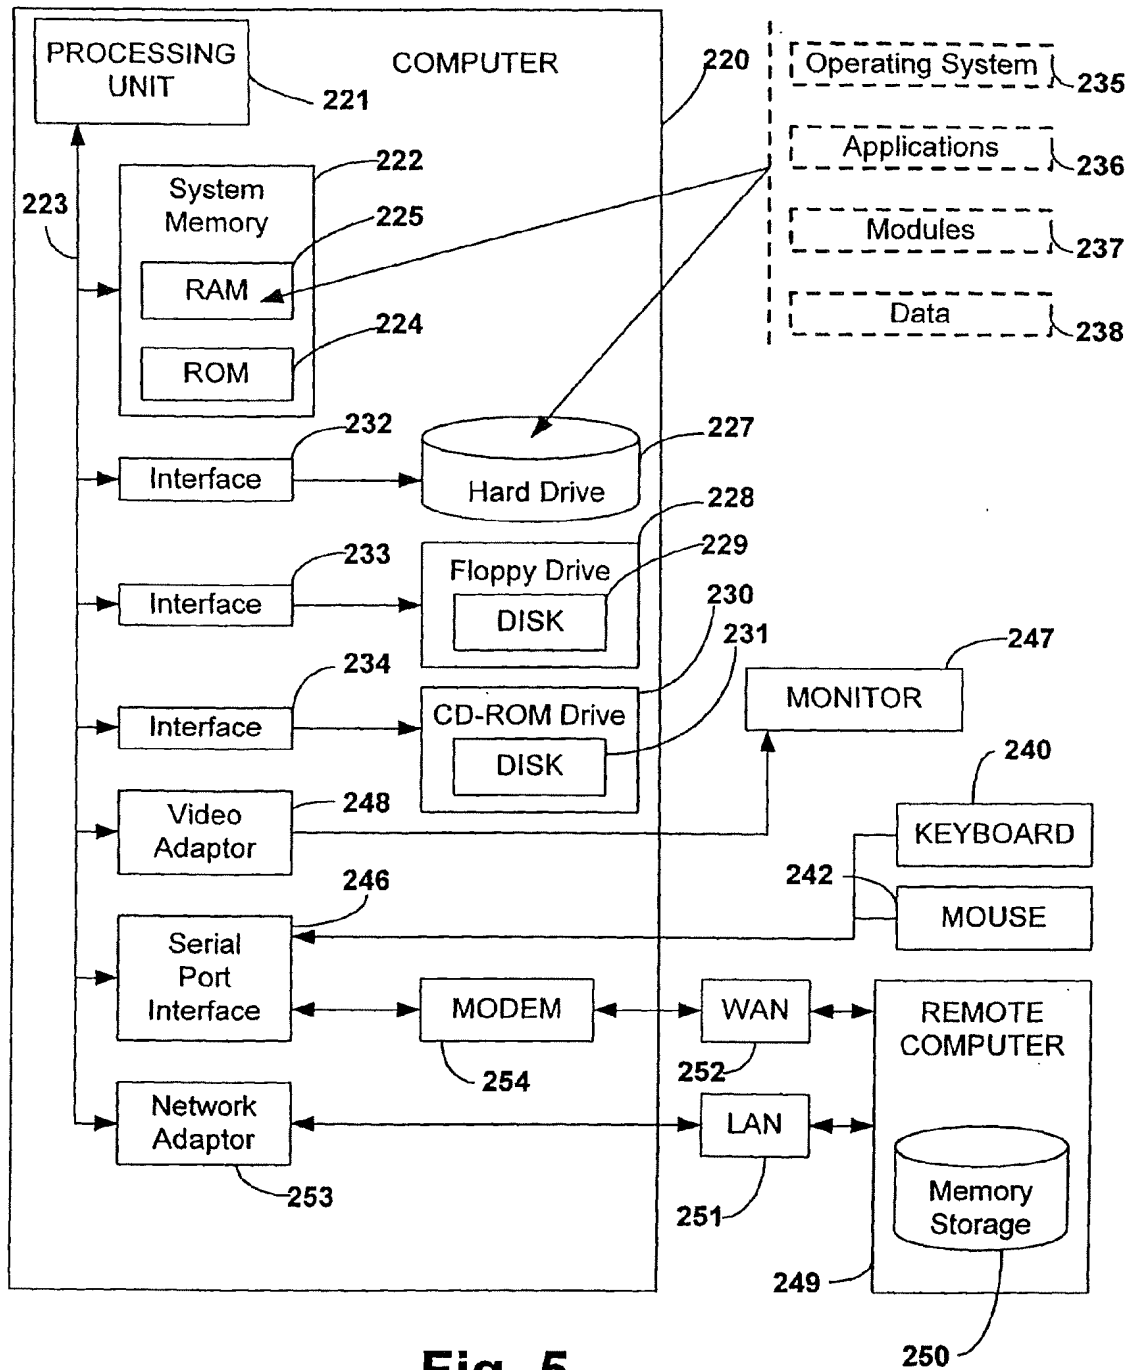 PROCESSING
UNIT
COMPUTER
221
220
Operating System
235
Applications
236
Modules
237
Data
238
222
System
Memory
223
225
RAM
224
ROM
232
Interface
227
Hard Drive
228
233
Interface
229
Floppy Drive
DISK
230
231
234
Interface
CD-ROM Drive
DISK
247
MONITOR
240
KEYBOARD
248
Video
Adaptor
242
MOUSE
246
Serial
Port
Interface
MODEM
254
WAN
252
REMOTE
COMPUTER
Network
Adaptor
253
LAN
251
Memory
Storage
249
250
Fig. 5